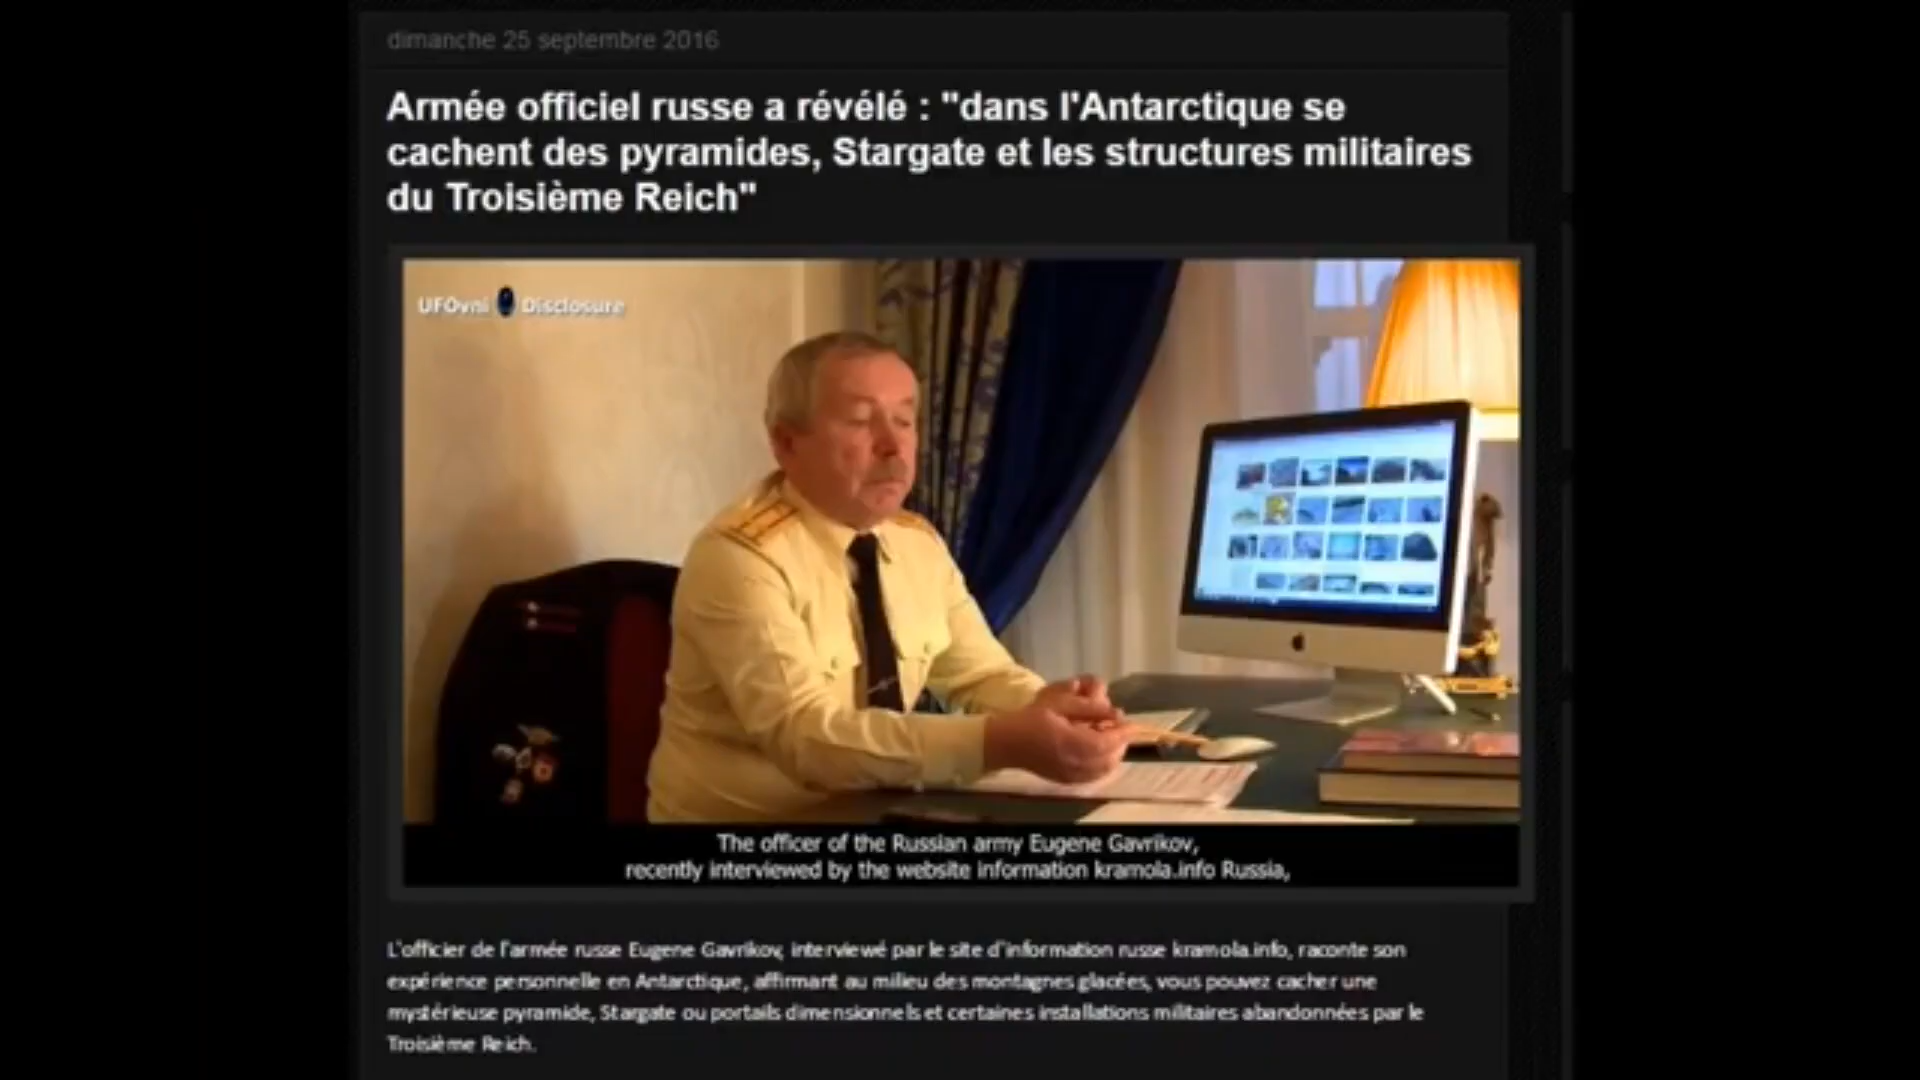 dimanche 25 septembre 2016
Armée officiel russe a révélé : "dans l'Antarctique se
cachent des pyramides, Stargate et les structures militaires
du Troisième Reich"
UFOvni Disclosure
The officer of the Russian army Eugene Gavrikov,
recently interviewed by the website information kramola.info Russia,
L'officier de l'armée russe Eugene Gavrikov, interviewé par le site d'information russe kramola.info, raconte son
expérience personnelle en Antarctique, affirmant au milieu des montagnes glacées, vous pouvez cacher une
mystérieuse pyramide, Stargate ou portails dimensionnels et certaines installations militaires abandonnées par le
Troisième Reich.